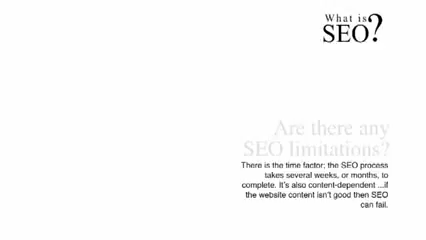 What is
SEO?
Are there any
SEO limitations?
There is the time factor; the SEO process
takes several weeks, or months, to
complete. It's also content-dependent ...if
the website content isn't good then SEO
can fail.